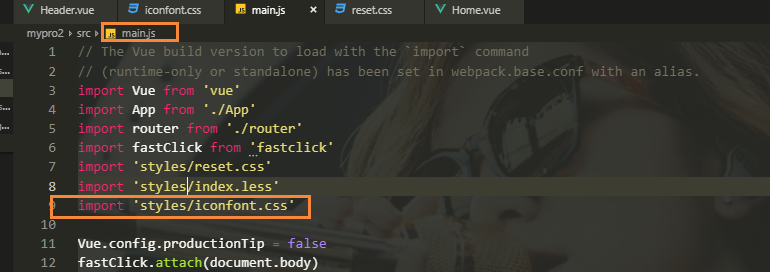 Header.vue iconfont.css main.js × reset.css Home.vue
mypro2 > src > JS main.js
1 // The Vue build version to load with the `import` command
2 // (runtime-only or standalone) has been set in webpack.base.conf with an alias.
3 import Vue from 'vue'
4 import App from './App'
5 import router from './router'
6 import fastClick from 'fastclick'
7 import 'styles/reset.css'
8 import 'styles/index.less'
9 import 'styles/iconfont.css'
10
11 Vue.config.productionTip = false
12 fastClick.attach(document.body)